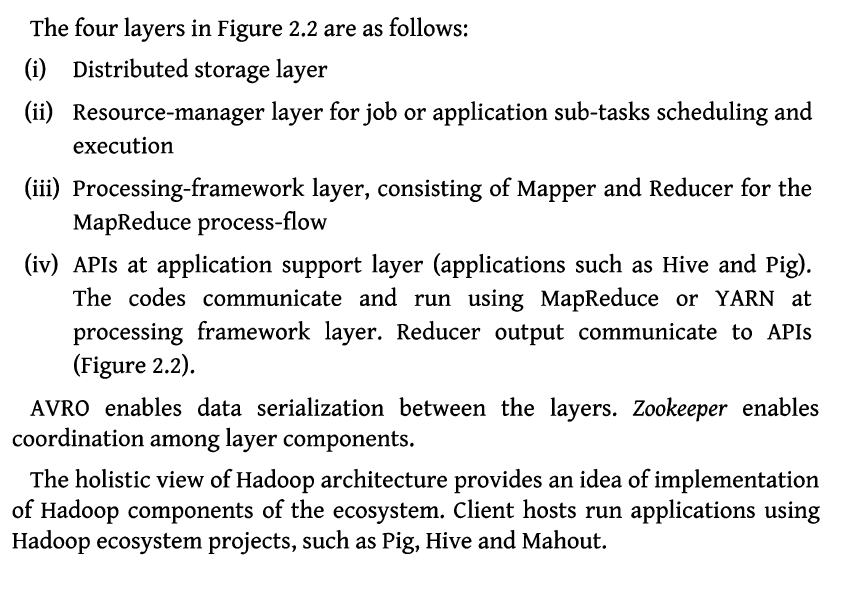 The four layers in Figure 2.2 are as follows:
(i) Distributed storage layer
(ii) Resource-manager layer for job or application sub-tasks scheduling and
execution
(iii) Processing-framework layer, consisting of Mapper and Reducer for the
MapReduce process-flow
(iv) APIs at application support layer (applications such as Hive and Pig).
The codes communicate and run using MapReduce or YARN at
processing framework layer. Reducer output communicate to APIs
(Figure 2.2).
AVRO enables data serialization between the layers. Zookeeper enables
coordination among layer components.
The holistic view of Hadoop architecture provides an idea of implementation
of Hadoop components of the ecosystem. Client hosts run applications using
Hadoop ecosystem projects, such as Pig, Hive and Mahout.